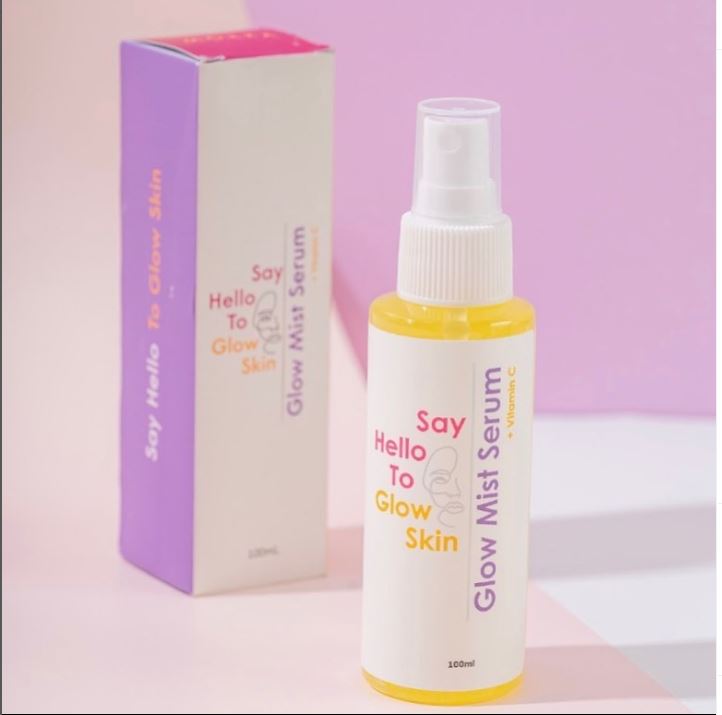 Say Hello To Glow Skin
Say
Hello
To
Glow
Skin
Glow Mist Serum
+ Vitamin C
100mL
Say
Hello
To
Glow
Skin
Glow Mist Serum
+ Vitamin C
100ml